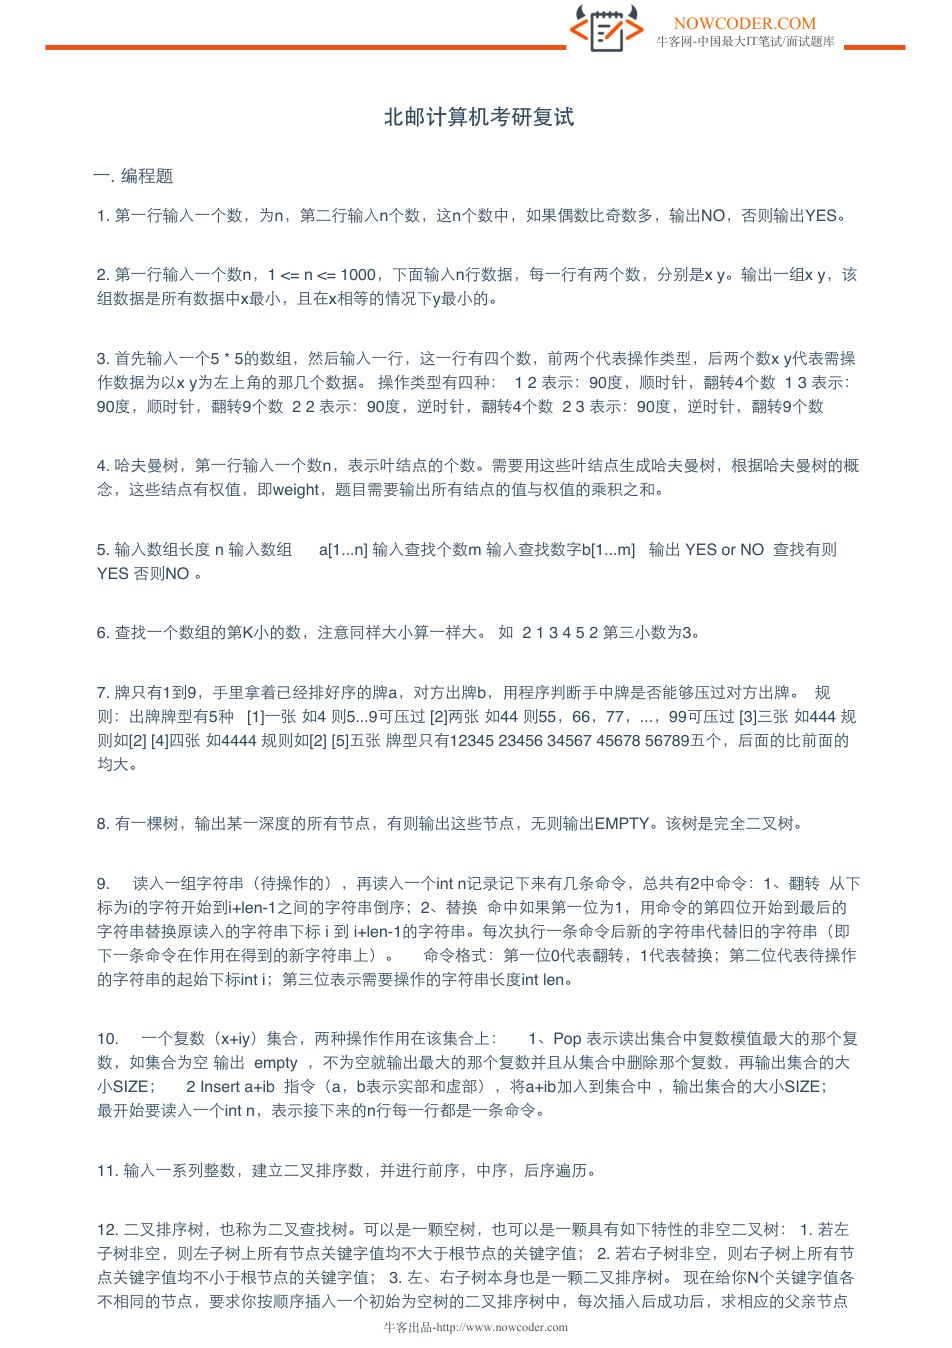 NOWCODER.COM
牛客网-中国最大IT笔试/面试题库
北邮计算机考研复试
一. 编程题
1. 第一行输入一个数，为n，第二行输入n个数，这n个数中，如果偶数比奇数多，输出NO，否则输出YES。
2. 第一行输入一个数n，1 <= n <= 1000，下面输入n行数据，每一行有两个数，分别是x y。输出一组x y，该
组数据是所有数据中x最小，且在x相等的情况下y最小的。
3. 首先输入一个5 * 5的数组，然后输入一行，这一行有四个数，前两个代表操作类型，后两个数x y代表需操
作数据为以x y为左上角的那几个数据。 操作类型有四种： 1 2 表示：90度，顺时针，翻转4个数 1 3 表示：
90度，顺时针，翻转9个数 2 2 表示：90度，逆时针，翻转4个数 2 3 表示：90度，逆时针，翻转9个数
4. 哈夫曼树，第一行输入一个数n，表示叶结点的个数。需要用这些叶结点生成哈夫曼树，根据哈夫曼树的概
念，这些结点有权值，即weight，题目需要输出所有结点的值与权值的乘积之和。
5. 输入数组长度 n 输入数组 a[1...n] 输入查找个数m 输入查找数字b[1...m] 输出 YES or NO 查找有则
YES 否则NO 。
6. 查找一个数组的第K小的数，注意同样大小算一样大。 如 2 1 3 4 5 2 第三小数为3。
7. 牌只有1到9，手里拿着已经排好序的牌a，对方出牌b，用程序判断手中牌是否能够压过对方出牌。 规
则：出牌牌型有5种 [1]一张 如4 则5...9可压过 [2]两张 如44 则55，66，77，...，99可压过 [3]三张 如444 规
则如[2] [4]四张 如4444 规则如[2] [5]五张 牌型只有12345 23456 34567 45678 56789五个，后面的比前面的
均大。
8. 有一棵树，输出某一深度的所有节点，有则输出这些节点，无则输出EMPTY。该树是完全二叉树。
9. 读入一组字符串（待操作的），再读入一个int n记录记下来有几条命令，总共有2中命令：1、翻转 从下
标为i的字符开始到i+len-1之间的字符串倒序；2、替换 命中如果第一位为1，用命令的第四位开始到最后的
字符串替换原读入的字符串下标 i 到 i+len-1的字符串。每次执行一条命令后新的字符串代替旧的字符串（即
下一条命令在作用在得到的新字符串上）。 命令格式：第一位0代表翻转，1代表替换；第二位代表待操作
的字符串的起始下标int i；第三位表示需要操作的字符串长度int len。
10. 一个复数（x+iy）集合，两种操作作用在该集合上： 1、Pop 表示读出集合中复数模值最大的那个复
数，如集合为空 输出 empty ，不为空就输出最大的那个复数并且从集合中删除那个复数，再输出集合的大
小SIZE； 2 Insert a+ib 指令（a，b表示实部和虚部），将a+ib加入到集合中 ，输出集合的大小SIZE；
最开始要读入一个int n，表示接下来的n行每一行都是一条命令。
11. 输入一系列整数，建立二叉排序数，并进行前序，中序，后序遍历。
12. 二叉排序树，也称为二叉查找树。可以是一颗空树，也可以是一颗具有如下特性的非空二叉树： 1. 若左
子树非空，则左子树上所有节点关键字值均不大于根节点的关键字值； 2. 若右子树非空，则右子树上所有节
点关键字值均不小于根节点的关键字值； 3. 左、右子树本身也是一颗二叉排序树。 现在给你N个关键字值各
不相同的节点，要求你按顺序插入一个初始为空树的二叉排序树中，每次插入后成功后，求相应的父亲节点
牛客出品-http://www.nowcoder.com